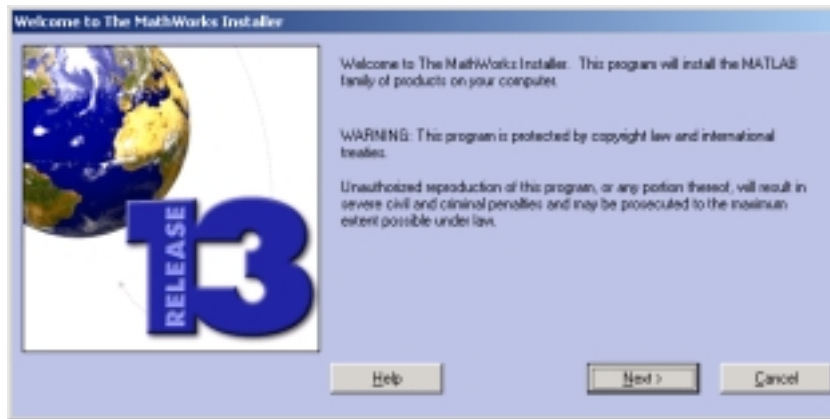 Welcome to The MathWorks Installer
Welcome to The MathWorks Installer. This program will install the MATLAB
family of products on your computer.
WARNING: This program is protected by copyright law and international
treaties.
Unauthorized reproduction of this program, or any portion thereof, will result in
severe civil and criminal penalties and may be prosecuted to the maximum
extent possible under law.
RELEASE
13
Help
Next >
Cancel